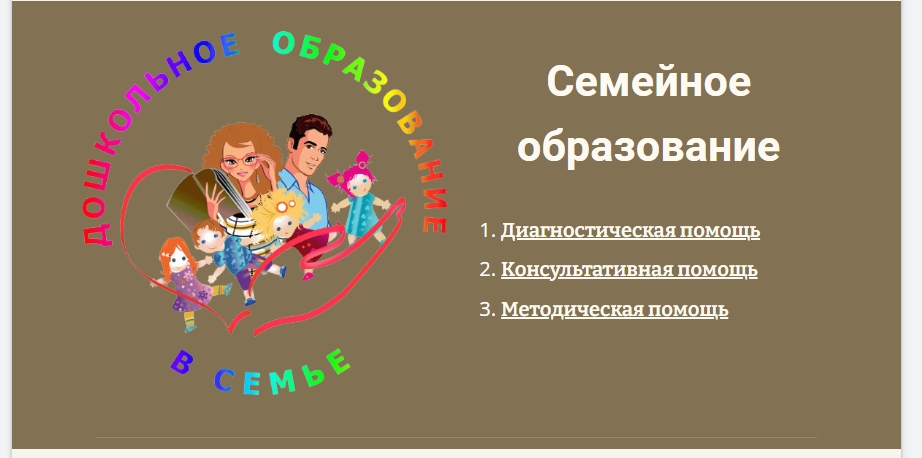 ДОШКОЛЬНОЕ ОБРАЗОВАНИЕ
В СЕМЬЕ
Семейное
образование
1. Диагностическая помощь
2. Консультативная помощь
3. Методическая помощь